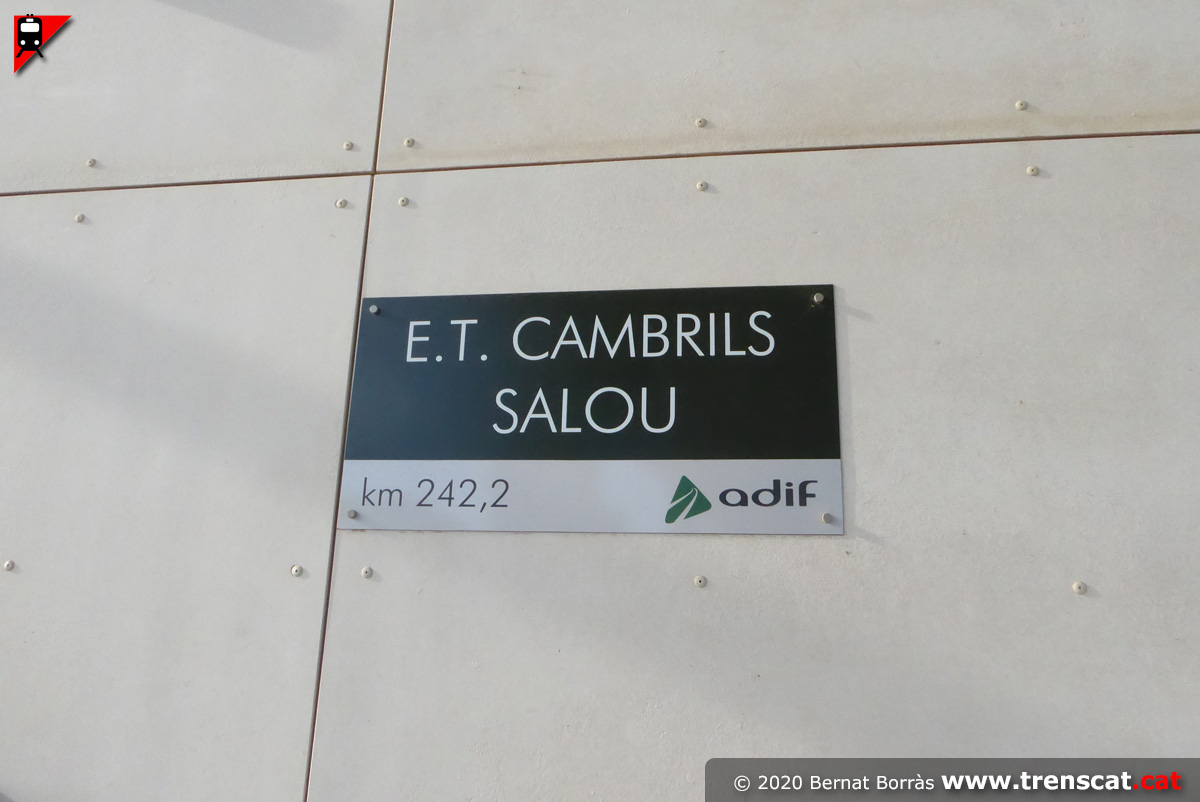 E.T. CAMBRILS
SALOU
km 242,2
adif
© 2020 Bernat Borràs www.trenscat.cat